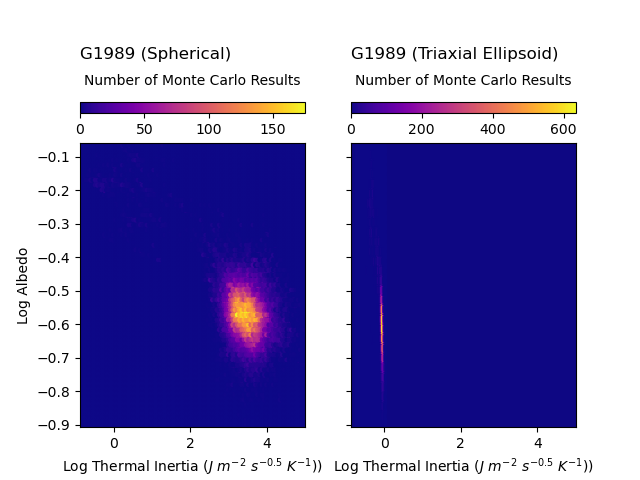 G1989 (Spherical)
Number of Monte Carlo Results
0 50 100 150
−0.1
−0.2
−0.3
−0.4
−0.5
−0.6
−0.7
−0.8
−0.9
Log Albedo
0 2 4
Log Thermal Inertia (J m⁻² s⁻⁰·⁵ K⁻¹))
G1989 (Triaxial Ellipsoid)
Number of Monte Carlo Results
0 200 400 600
0 2 4
Log Thermal Inertia (J m⁻² s⁻⁰·⁵ K⁻¹))